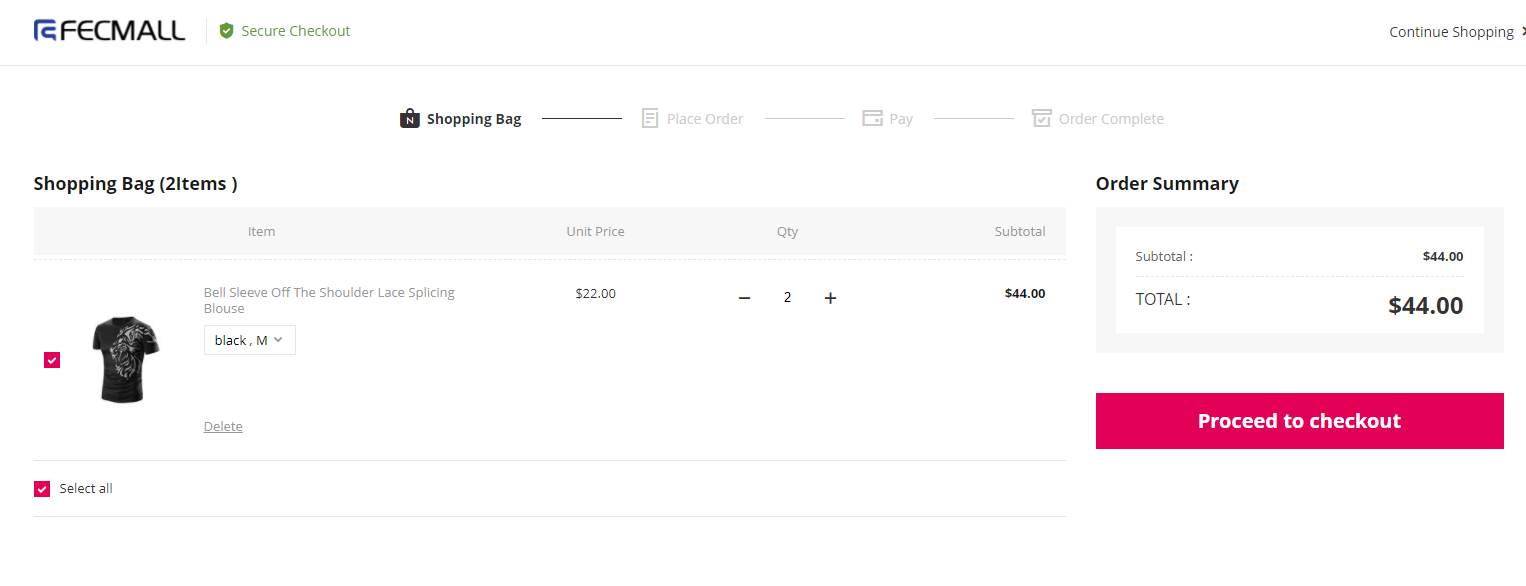 FECMALL
Secure Checkout
Continue Shopping
Shopping Bag
Place Order
Pay
Order Complete
Shopping Bag (2Items )
Item
Unit Price
Qty
Subtotal
Bell Sleeve Off The Shoulder Lace Splicing
Blouse
$22.00
2
$44.00
black , M
Delete
Select all
Order Summary
Subtotal :
$44.00
TOTAL :
$44.00
Proceed to checkout